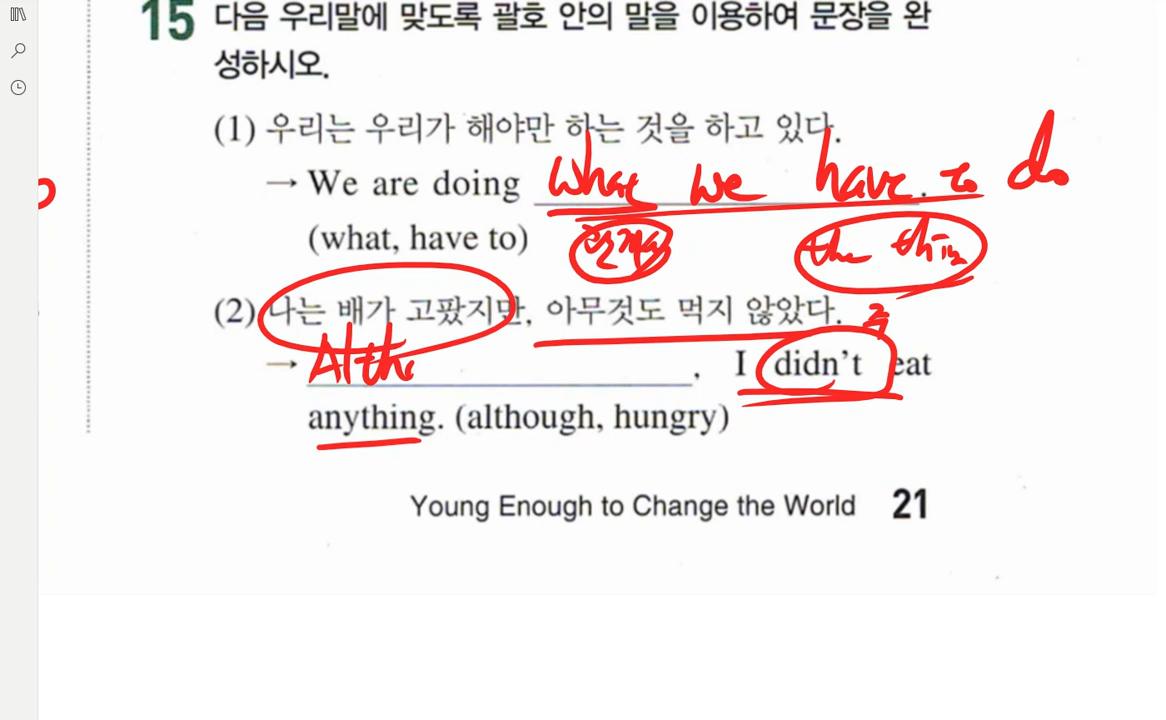 15 다음 우리말에 맞도록 괄호 안의 말을 이용하여 문장을 완
성하시오.
(1) 우리는 우리가 해야만 하는 것을 하고 있다.
→ We are doing what we have to do.
(what, have to) the thing
(2) 나는 배가 고팠지만, 아무것도 먹지 않았다. 주
→ Altho, I didn't eat
anything. (although, hungry)
Young Enough to Change the World 21